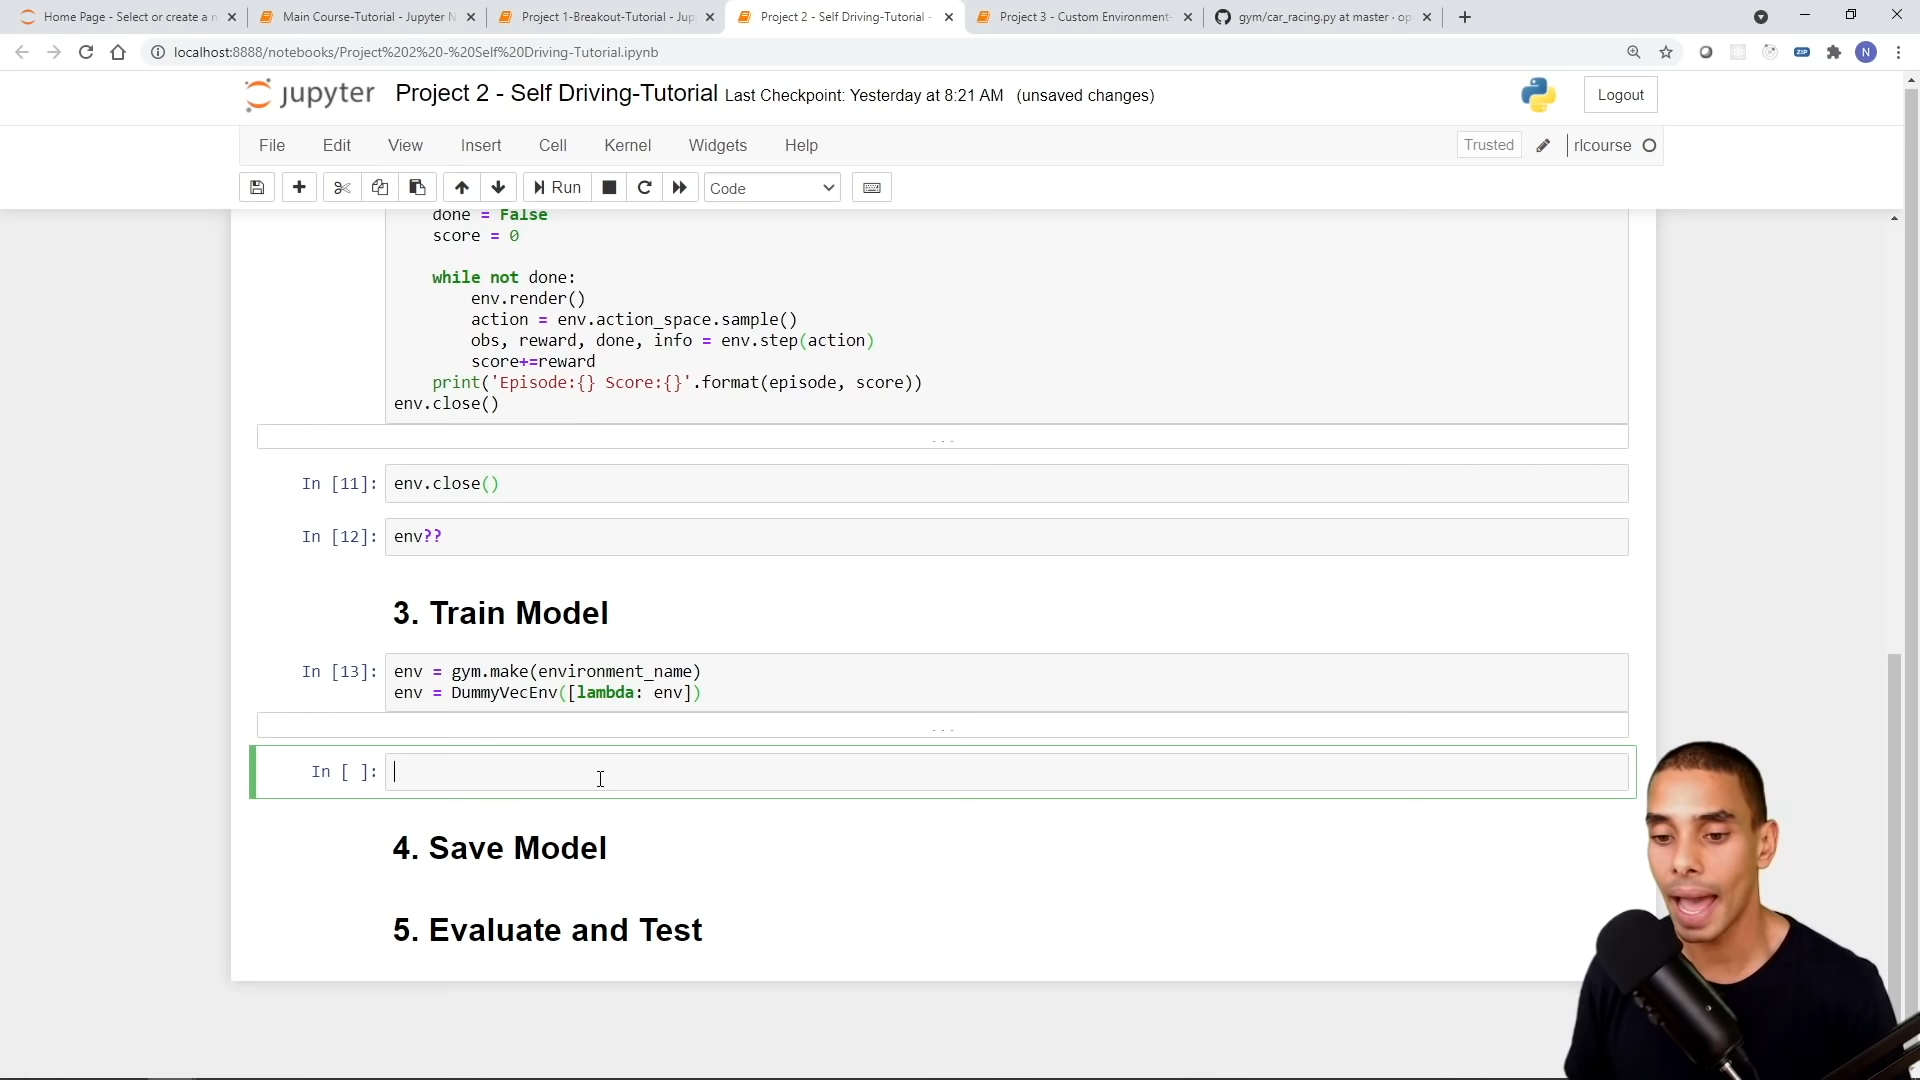 Home Page - Select or create a n
Main Course-Tutorial - Jupyter N
Project 1-Breakout-Tutorial - Jup
Project 2 - Self Driving-Tutorial -
Project 3 - Custom Environment-
gym/car_racing.py at master · op
localhost:8888/notebooks/Project%202%20-%20Self%20Driving-Tutorial.ipynb
ZIP
N
jupyter Project 2 - Self Driving-Tutorial Last Checkpoint: Yesterday at 8:21 AM (unsaved changes)
Logout
File Edit View Insert Cell Kernel Widgets Help
Trusted
rlcourse
Run
Code
done = False
score = 0
while not done:
env.render()
action = env.action_space.sample()
obs, reward, done, info = env.step(action)
score+=reward
print('Episode:{} Score:{}'.format(episode, score))
env.close()
...
In [11]: env.close()
In [12]: env??
3. Train Model
In [13]: env = gym.make(environment_name)
env = DummyVecEnv([lambda: env])
...
In [ ]:
4. Save Model
5. Evaluate and Test